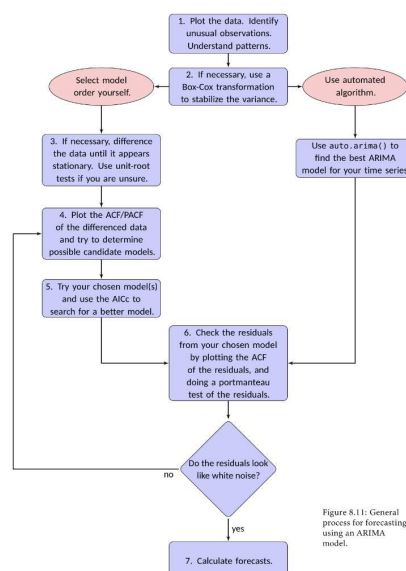 1. Plot the data. Identify
unusual observations.
Understand patterns.
Select model
order yourself.
2. If necessary, use a
Box-Cox transformation
to stabilize the variance.
Use automated
algorithm.
3. If necessary, difference
the data until it appears
stationary. Use unit-root
tests if you are unsure.
Use auto.arima() to
find the best ARIMA
model for your time series
4. Plot the ACF/PACF
of the differenced data
and try to determine
possible candidate models.
5. Try your chosen model(s)
and use the AICc to
search for a better model.
6. Check the residuals
from your chosen model
by plotting the ACF
of the residuals, and
doing a portmanteau
test of the residuals.
Do the residuals look
like white noise?
no
yes
7. Calculate forecasts.
Figure 8.11: General
process for forecasting
using an ARIMA
model.